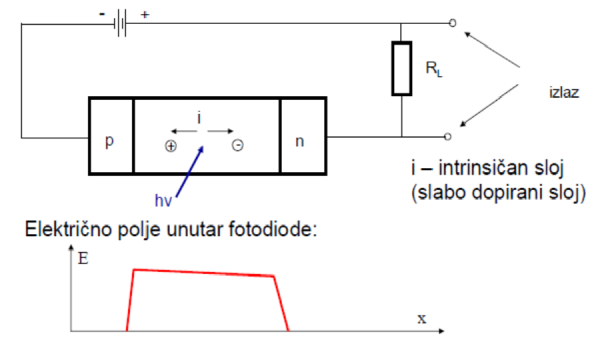 - +
R_L
izlaz
i
p
⊕ ⊖
n
hν
i – intrinsičan sloj
(slabo dopirani sloj)
Električno polje unutar fotodiode:
E
x